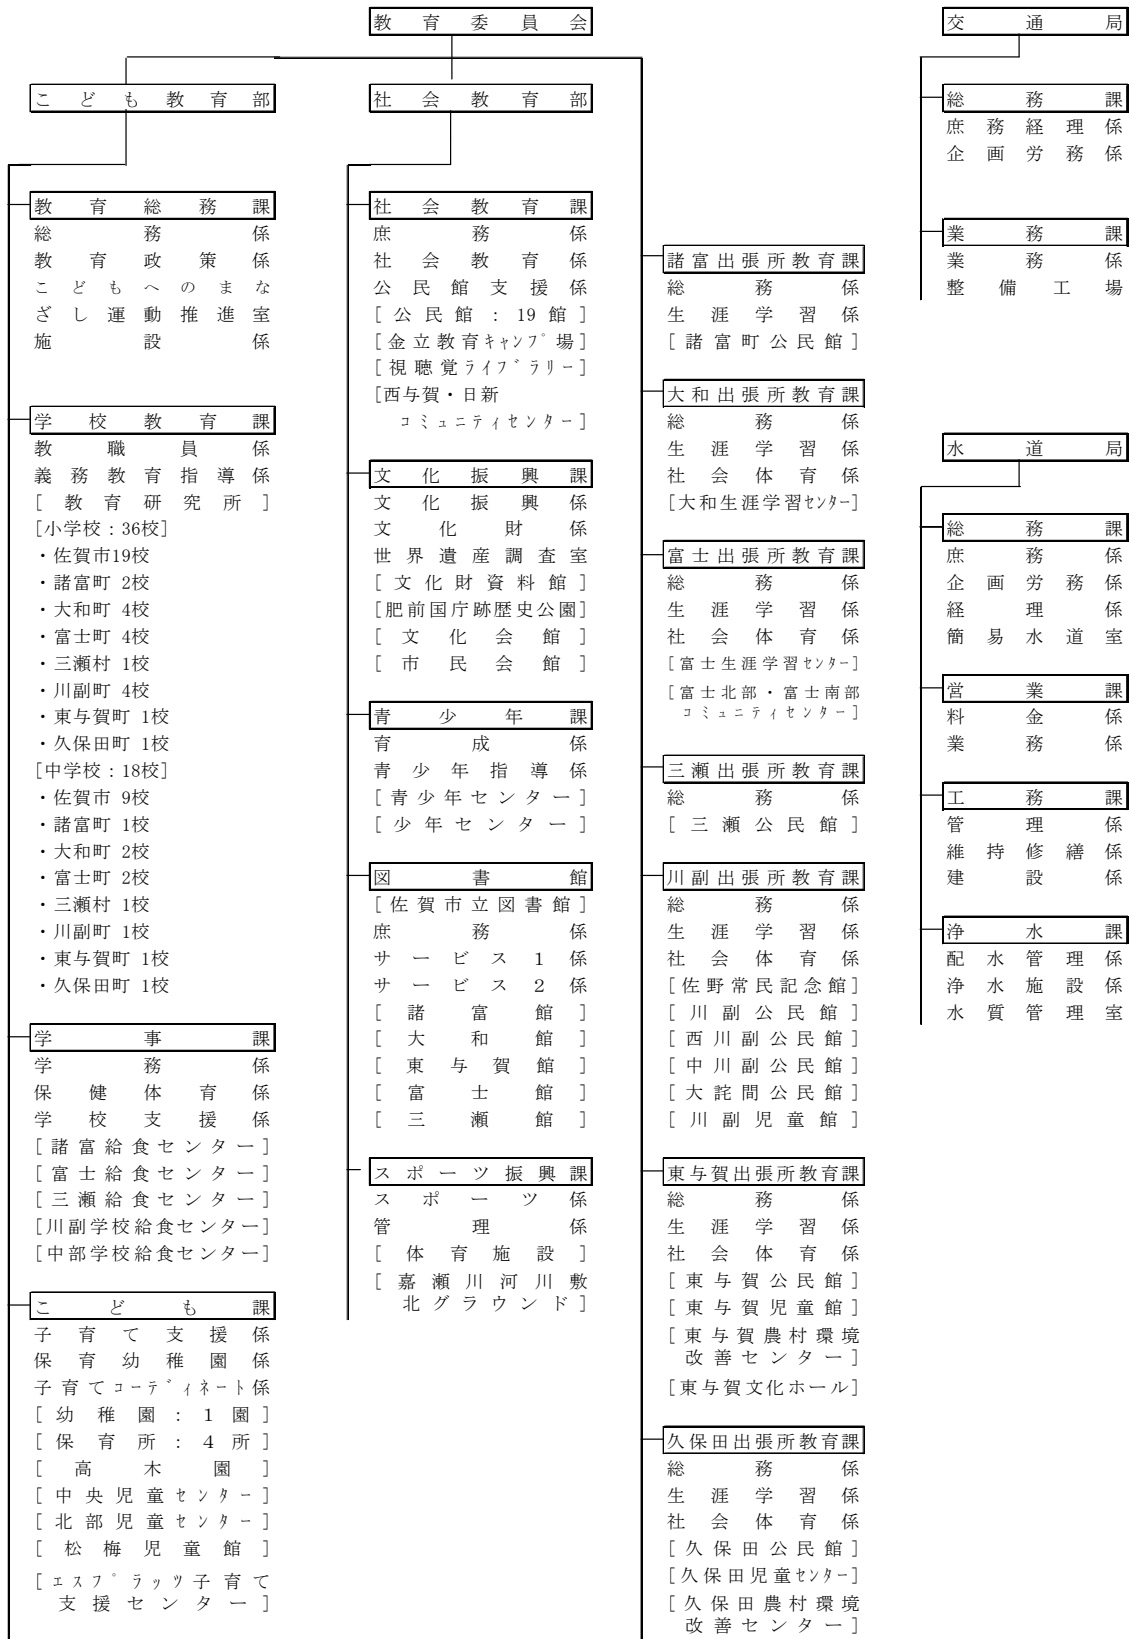 教育委員会
こども教育部
教育総務課
総務係
教育政策係
こどもへのまな
ざし運動推進室
施設係
学校教育課
教職員係
義務教育指導係
[教育研究所]
[小学校：36校]
・佐賀市19校
・諸富町 2校
・大和町 4校
・富士町 4校
・三瀬村 1校
・川副町 4校
・東与賀町 1校
・久保田町 1校
[中学校：18校]
・佐賀市 9校
・諸富町 1校
・大和町 2校
・富士町 2校
・三瀬村 1校
・川副町 1校
・東与賀町 1校
・久保田町 1校
学事課
学務係
保健体育係
学校支援係
[諸富給食センター]
[富士給食センター]
[三瀬給食センター]
[川副学校給食センター]
[中部学校給食センター]
こども課
子育て支援係
保育幼稚園係
子育てｺｰﾃﾞｨﾈｰﾄ係
[幼稚園：1園]
[保育所：4所]
[高木園]
[中央児童ｾﾝﾀｰ]
[北部児童ｾﾝﾀｰ]
[松梅児童館]
[ｴｽﾌﾟﾗｯﾂ子育て
支援センター]
社会教育部
社会教育課
庶務係
社会教育係
公民館支援係
[公民館：19館]
[金立教育ｷｬﾝﾌﾟ場]
[視聴覚ﾗｲﾌﾞﾗﾘｰ]
[西与賀・日新
ｺﾐｭﾆﾃｨｾﾝﾀｰ]
文化振興課
文化振興係
文化財係
世界遺産調査室
[文化財資料館]
[肥前国庁跡歴史公園]
[文化会館]
[市民会館]
青少年課
育成係
青少年指導係
[青少年センター]
[少年センター]
図書館
[佐賀市立図書館]
庶務係
サービス1係
サービス2係
[諸富館]
[大和館]
[東与賀館]
[富士館]
[三瀬館]
スポーツ振興課
スポーツ係
管理係
[体育施設]
[嘉瀬川河川敷
北グラウンド]
諸富出張所教育課
総務係
生涯学習係
[諸富町公民館]
大和出張所教育課
総務係
生涯学習係
社会体育係
[大和生涯学習ｾﾝﾀｰ]
富士出張所教育課
総務係
生涯学習係
社会体育係
[富士生涯学習ｾﾝﾀｰ]
[富士北部・富士南部
ｺﾐｭﾆﾃｨｾﾝﾀｰ]
三瀬出張所教育課
総務係
[三瀬公民館]
川副出張所教育課
総務係
生涯学習係
社会体育係
[佐野常民記念館]
[川副公民館]
[西川副公民館]
[中川副公民館]
[大詫間公民館]
[川副児童館]
東与賀出張所教育課
総務係
生涯学習係
社会体育係
[東与賀公民館]
[東与賀児童館]
[東与賀農村環境
改善センター]
[東与賀文化ホール]
久保田出張所教育課
総務係
生涯学習係
社会体育係
[久保田公民館]
[久保田児童ｾﾝﾀｰ]
[久保田農村環境
改善センター]
交通局
総務課
庶務経理係
企画労務係
業務課
業務係
整備工場
水道局
総務課
庶務係
企画労務係
経理係
簡易水道室
営業課
料金係
業務係
工務課
管理係
維持修繕係
建設係
浄水課
配水管理係
浄水施設係
水質管理室